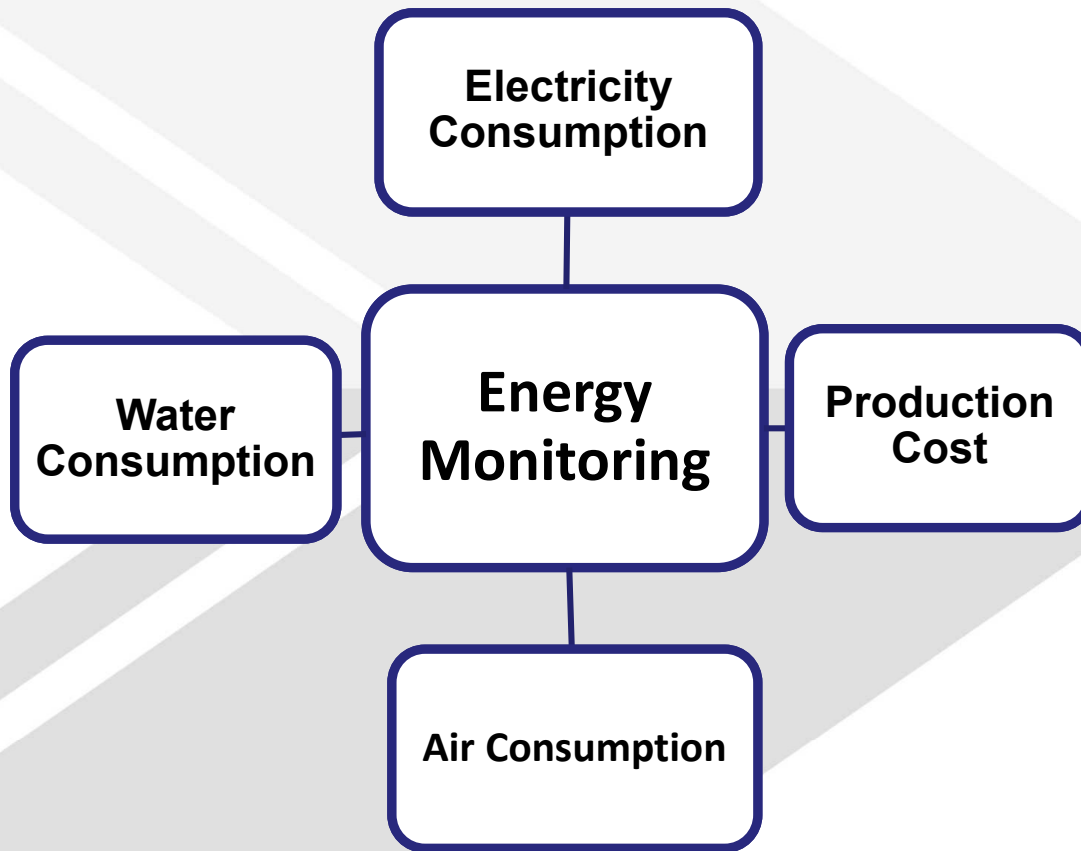 Electricity
Consumption
Water
Consumption
Energy
Monitoring
Production
Cost
Air Consumption